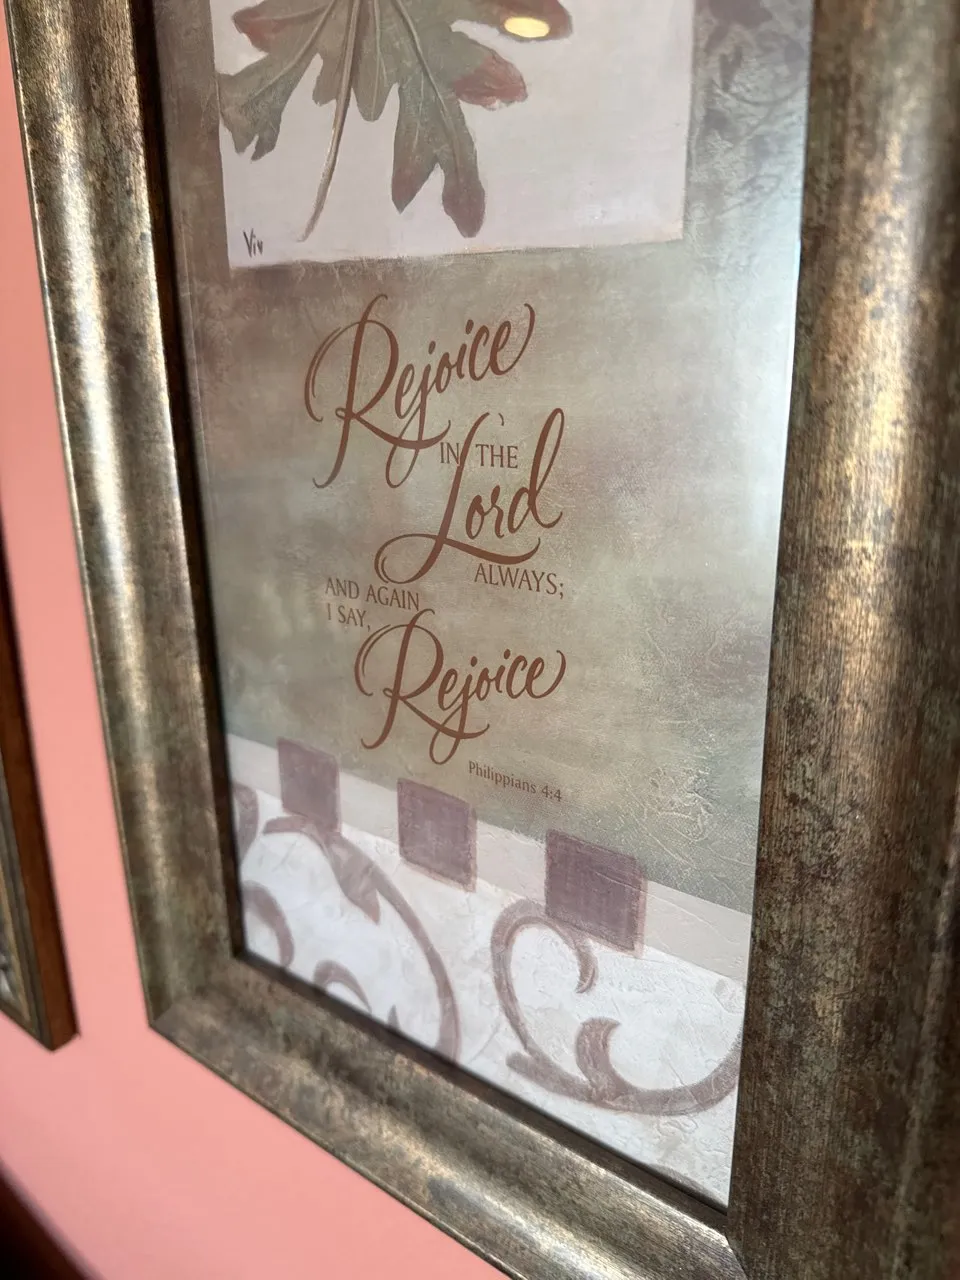 Viv
Rejoice
IN THE
Lord
ALWAYS;
AND AGAIN
I SAY,
Rejoice
Philippians 4:4